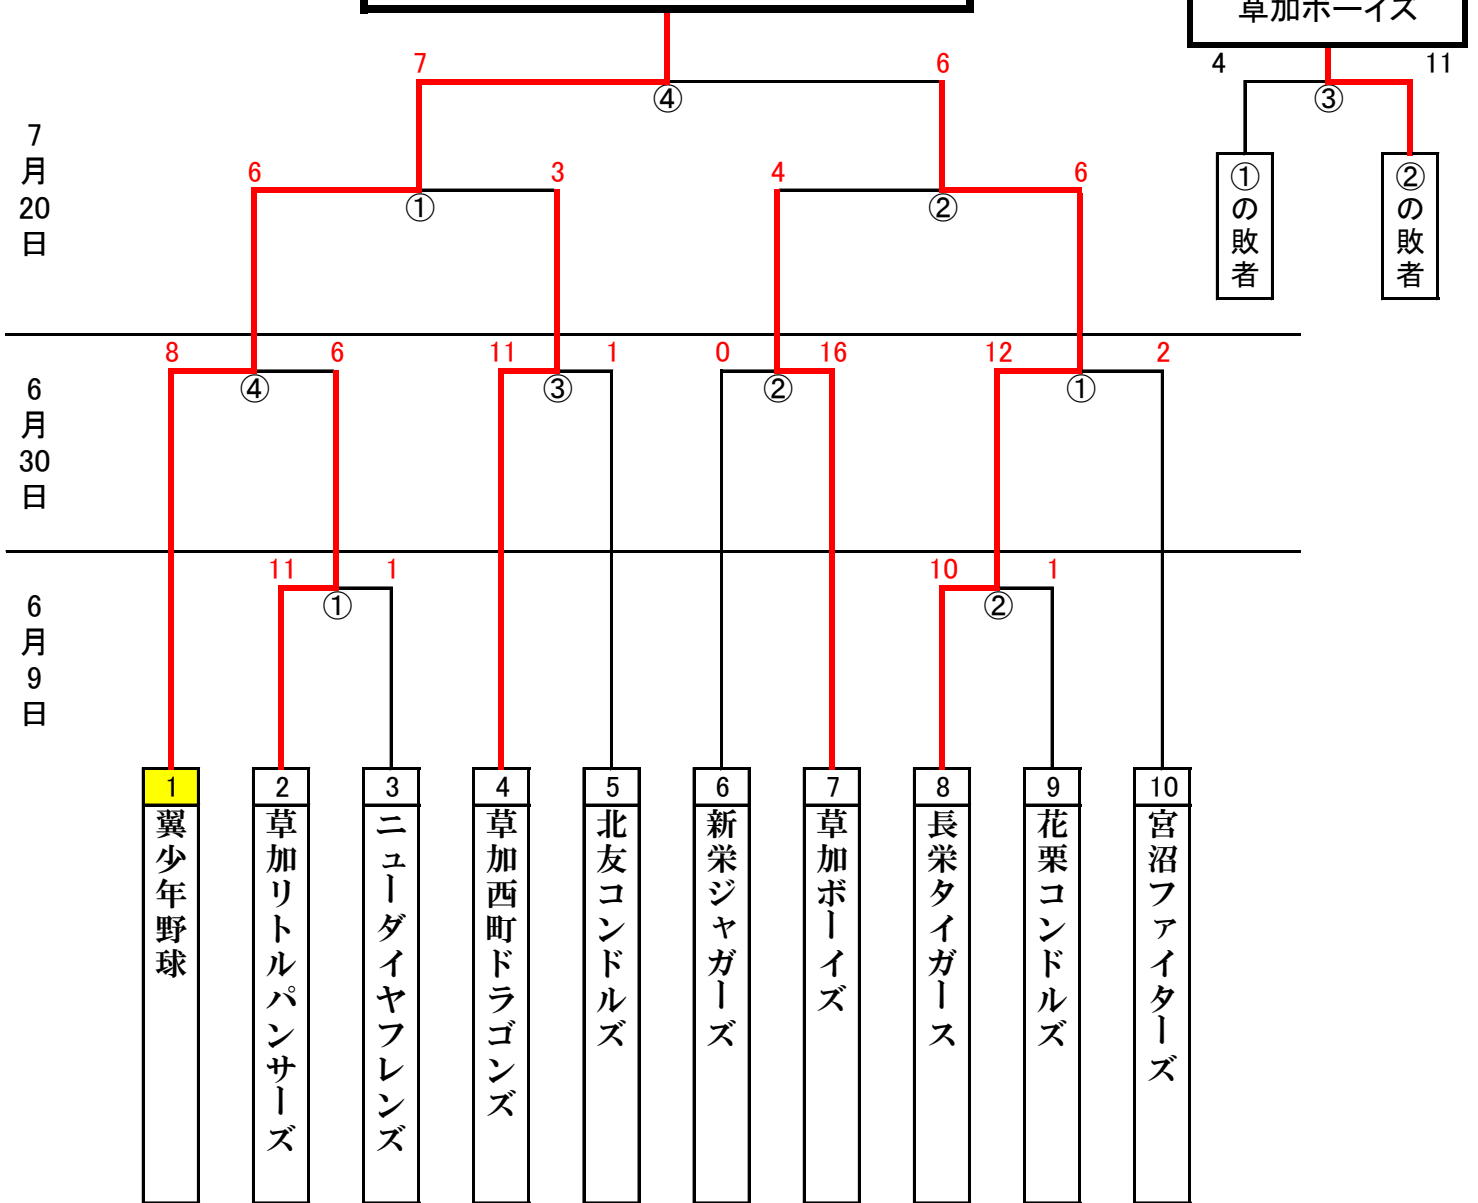 草加ボーイズ
7
6
④
4
11
③
①の敗者
②の敗者
7月20日
6
3
①
4
6
②
6月30日
8
6
④
11
1
③
0
16
②
12
2
①
6月9日
11
1
①
10
1
②
1
翼少年野球
2
草加リトルパンサーズ
3
ニューダイヤフレンズ
4
草加西町ドラゴンズ
5
北友コンドルズ
6
新栄ジャガーズ
7
草加ボーイズ
8
長栄タイガース
9
花栗コンドルズ
10
宮沼ファイターズ